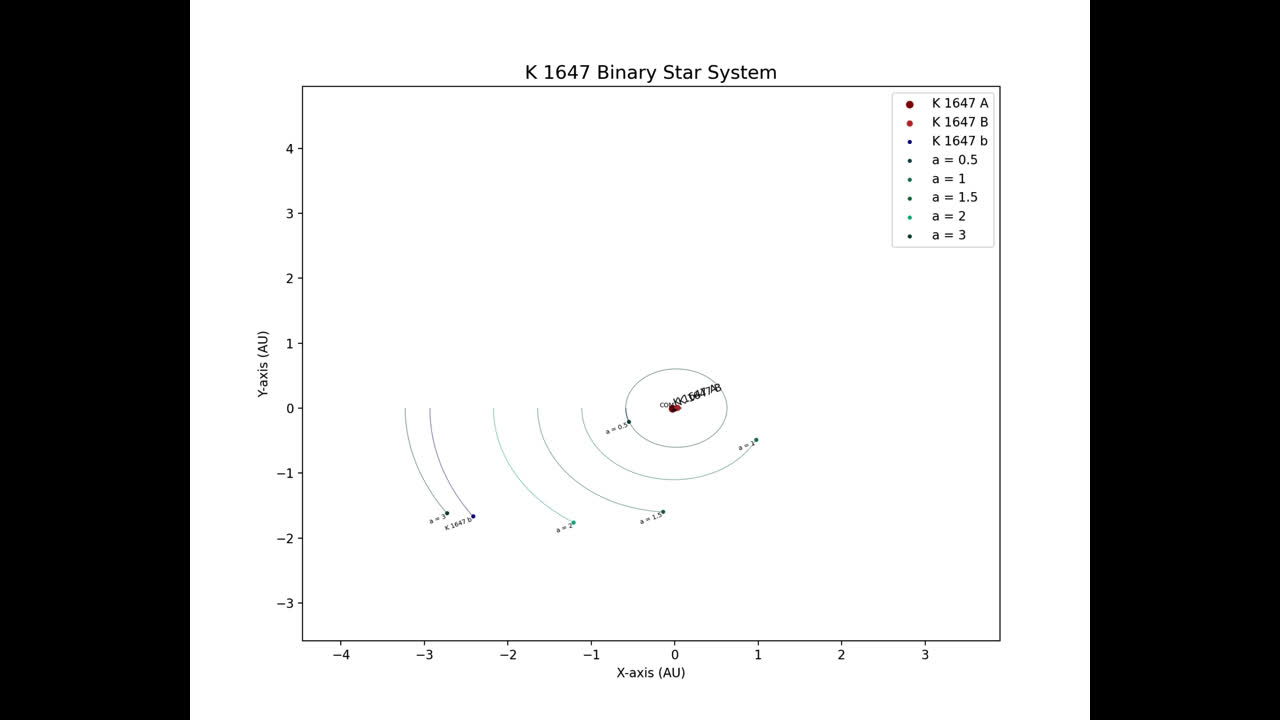 K 1647 Binary Star System
K 1647 A
K 1647 B
K 1647 b
a = 0.5
a = 1
a = 1.5
a = 2
a = 3
4
3
2
1
0
−1
−2
−3
Y-axis (AU)
K 1647 B
a = 0.5
a = 1
a = 3
K 1647 b
a = 2
a = 1.5
−4
−3
−2
−1
0
1
2
3
X-axis (AU)